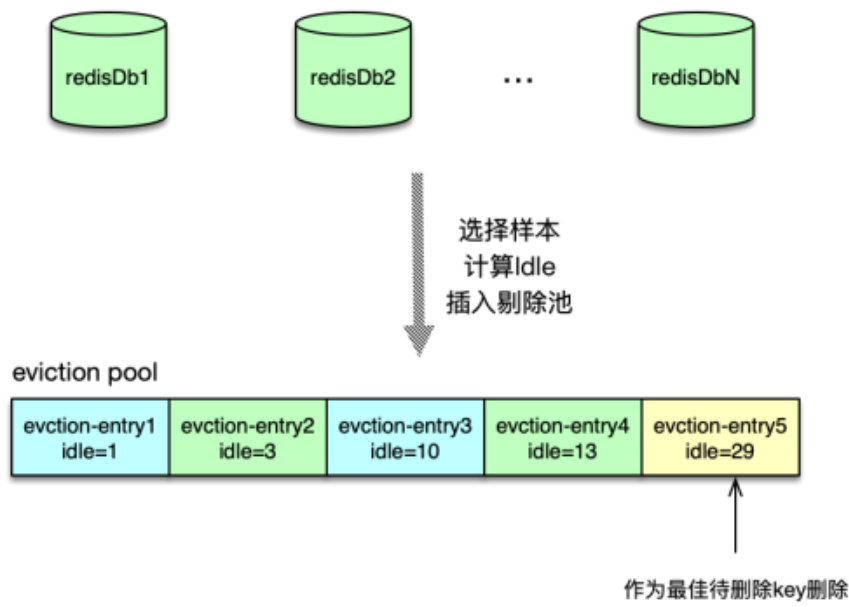 redisDb1
redisDb2
...
redisDbN
选择样本
计算Idle
插入剔除池
eviction pool
evction-entry1
idle=1
evction-entry2
idle=3
evction-entry3
idle=10
evction-entry4
idle=13
evction-entry5
idle=29
作为最佳待删除key删除